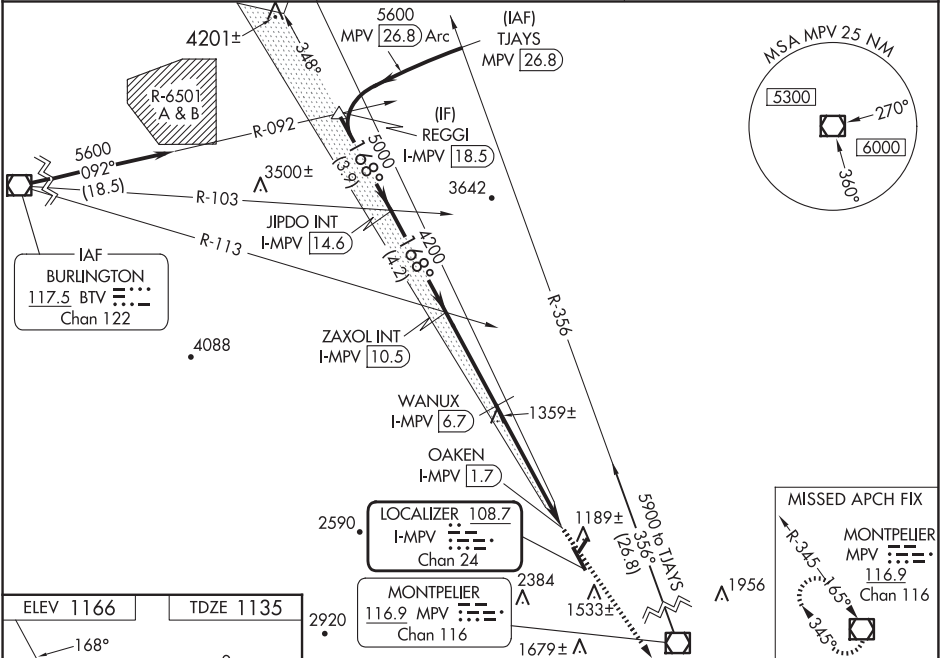 4201±
348°
5600
MPV 26.8 Arc
(IAF)
TJAYS
MPV 26.8
MSA MPV 25 NM
5300
270°
6000
360°
R-6501
A & B
R-092
(IF)
REGGI
I-MPV 18.5
5600
092°
(18.5)
3500±
168°
5000
(3.9)
3642
R-103
JIPDO INT
I-MPV 14.6
R-113
168°
4200
(4.2)
IAF
BURLINGTON
117.5 BTV
Chan 122
R-356
ZAXOL INT
I-MPV 10.5
4088
WANUX
I-MPV 6.7
1359±
OAKEN
I-MPV 1.7
5900 to TJAYS
356°
(26.8)
2590
LOCALIZER 108.7
I-MPV
Chan 24
1189±
MISSED APCH FIX
R-345
165°
345°
MONTPELIER
MPV
116.9
Chan 116
MONTPELIER
116.9 MPV
Chan 116
2384
1533±
1956
2920
1679±
ELEV 1166
TDZE 1135
168°